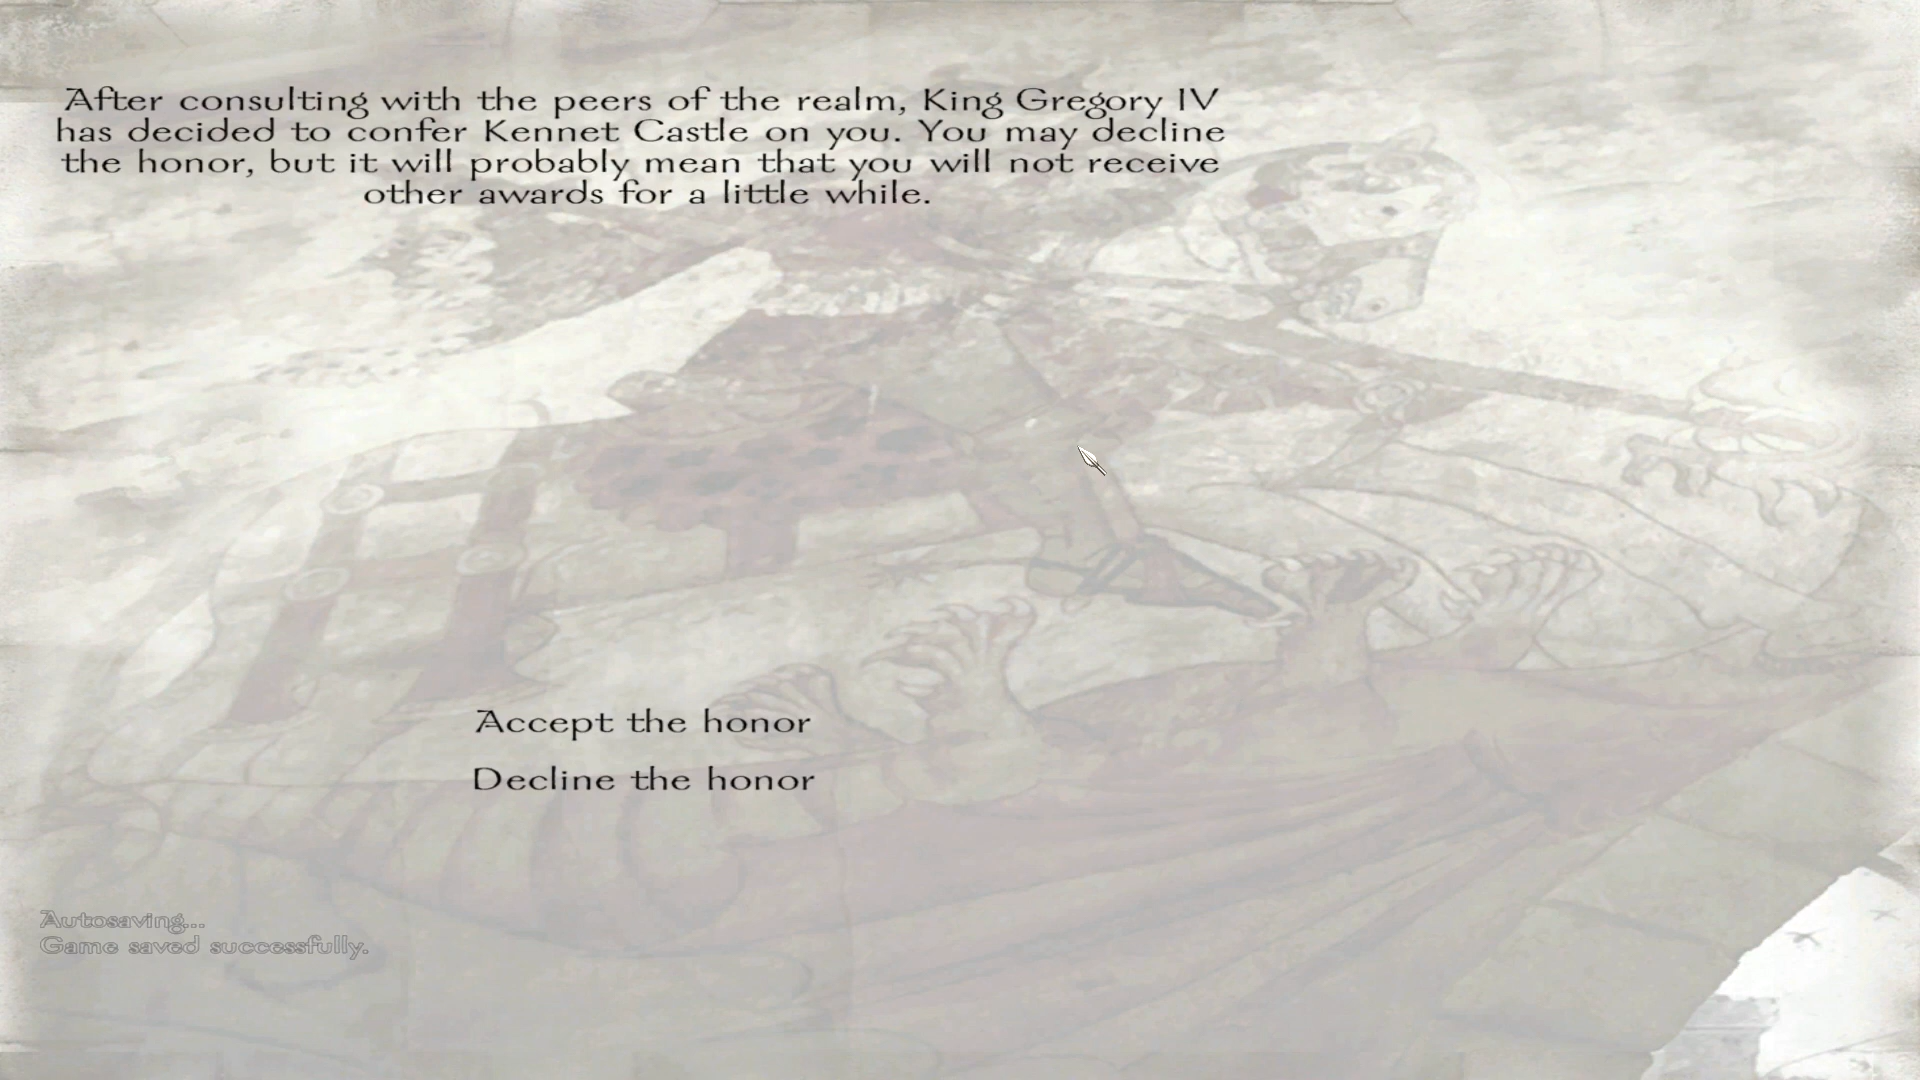 After consulting with the peers of the realm, King Gregory IV
has decided to confer Kennet Castle on you. You may decline
the honor, but it will probably mean that you will not receive
other awards for a little while.
Accept the honor
Decline the honor
Autosaving...
Game saved successfully.